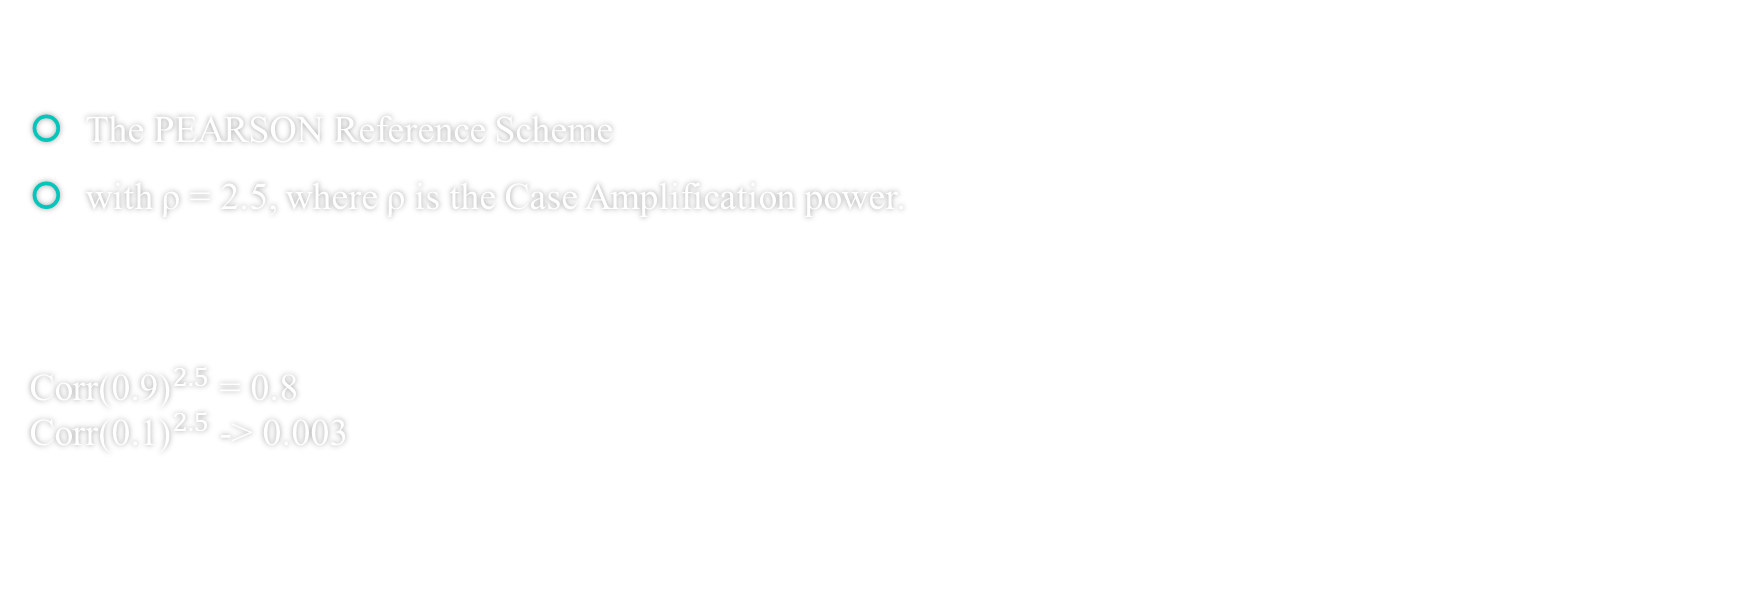 The PEARSON Reference Scheme
with ρ = 2.5, where ρ is the Case Amplification power.
Corr(0.9)^2.5 = 0.8
Corr(0.1)^2.5 -> 0.003